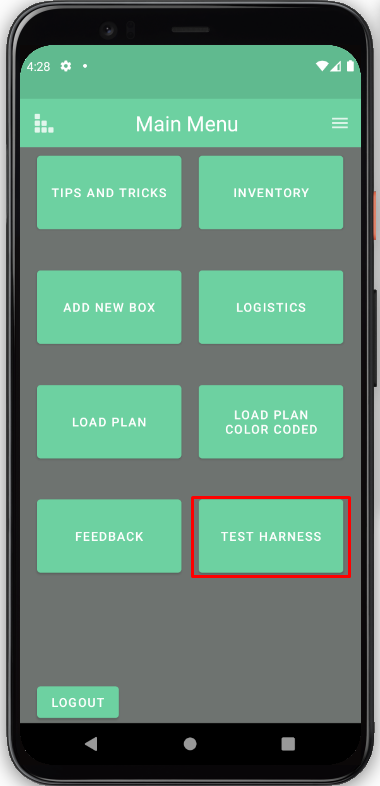 4:28
Main Menu
TIPS AND TRICKS
INVENTORY
ADD NEW BOX
LOGISTICS
LOAD PLAN
LOAD PLAN
COLOR CODED
FEEDBACK
TEST HARNESS
LOGOUT